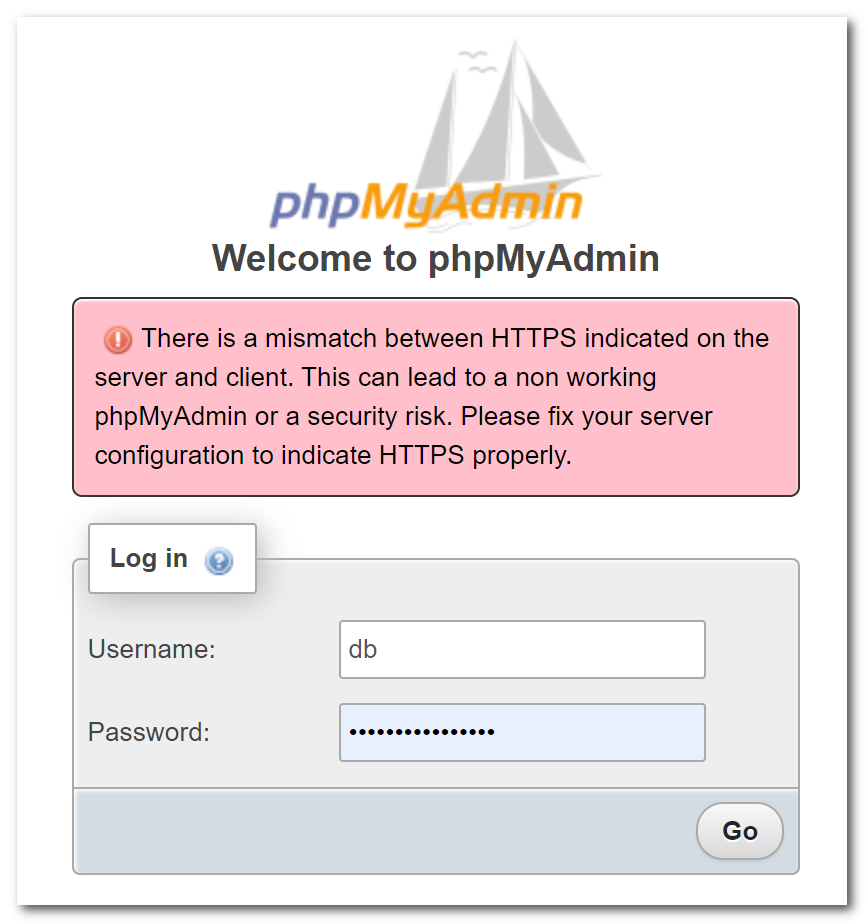 phpMyAdmin
Welcome to phpMyAdmin
There is a mismatch between HTTPS indicated on the
server and client. This can lead to a non working
phpMyAdmin or a security risk. Please fix your server
configuration to indicate HTTPS properly.
Log in
Username:
db
Password:
••••••••••••••••
Go